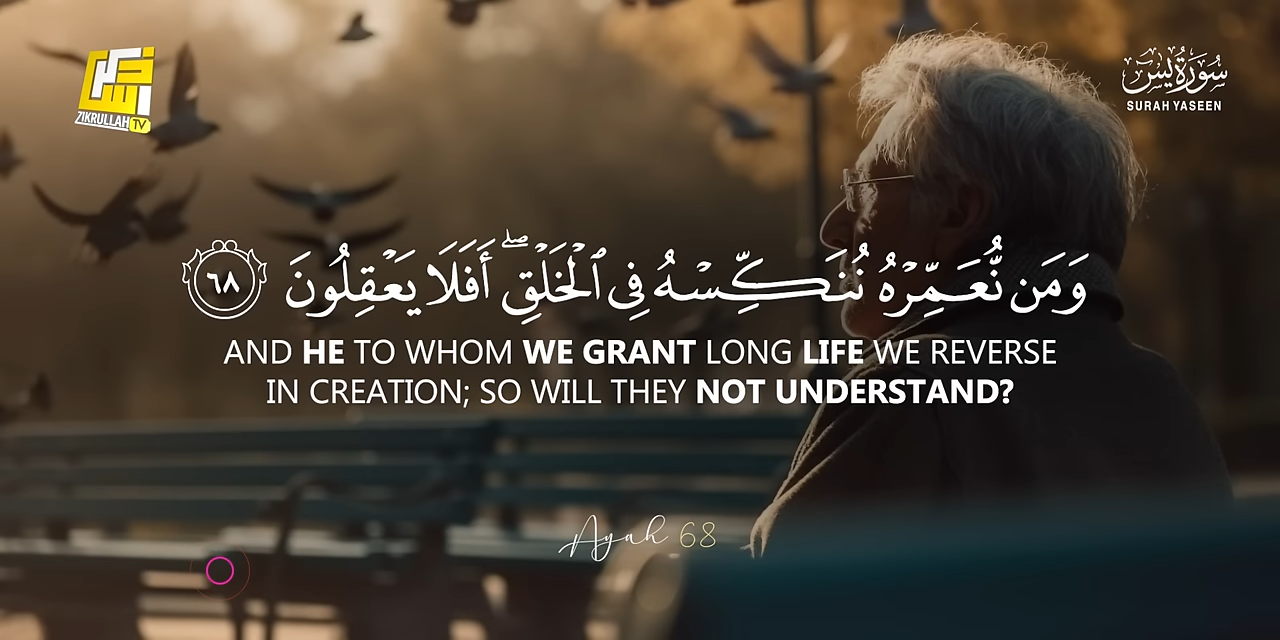 ذكر الله
ZIKRULLAH TV
سُورَةُ يسٓ
SURAH YASEEN
وَمَن نُّعَمِّرْهُ نُنَكِّسْهُ فِى ٱلْخَلْقِ ۖ أَفَلَا يَعْقِلُونَ ٦٨
AND HE TO WHOM WE GRANT LONG LIFE WE REVERSE
IN CREATION; SO WILL THEY NOT UNDERSTAND?
Ayah 68